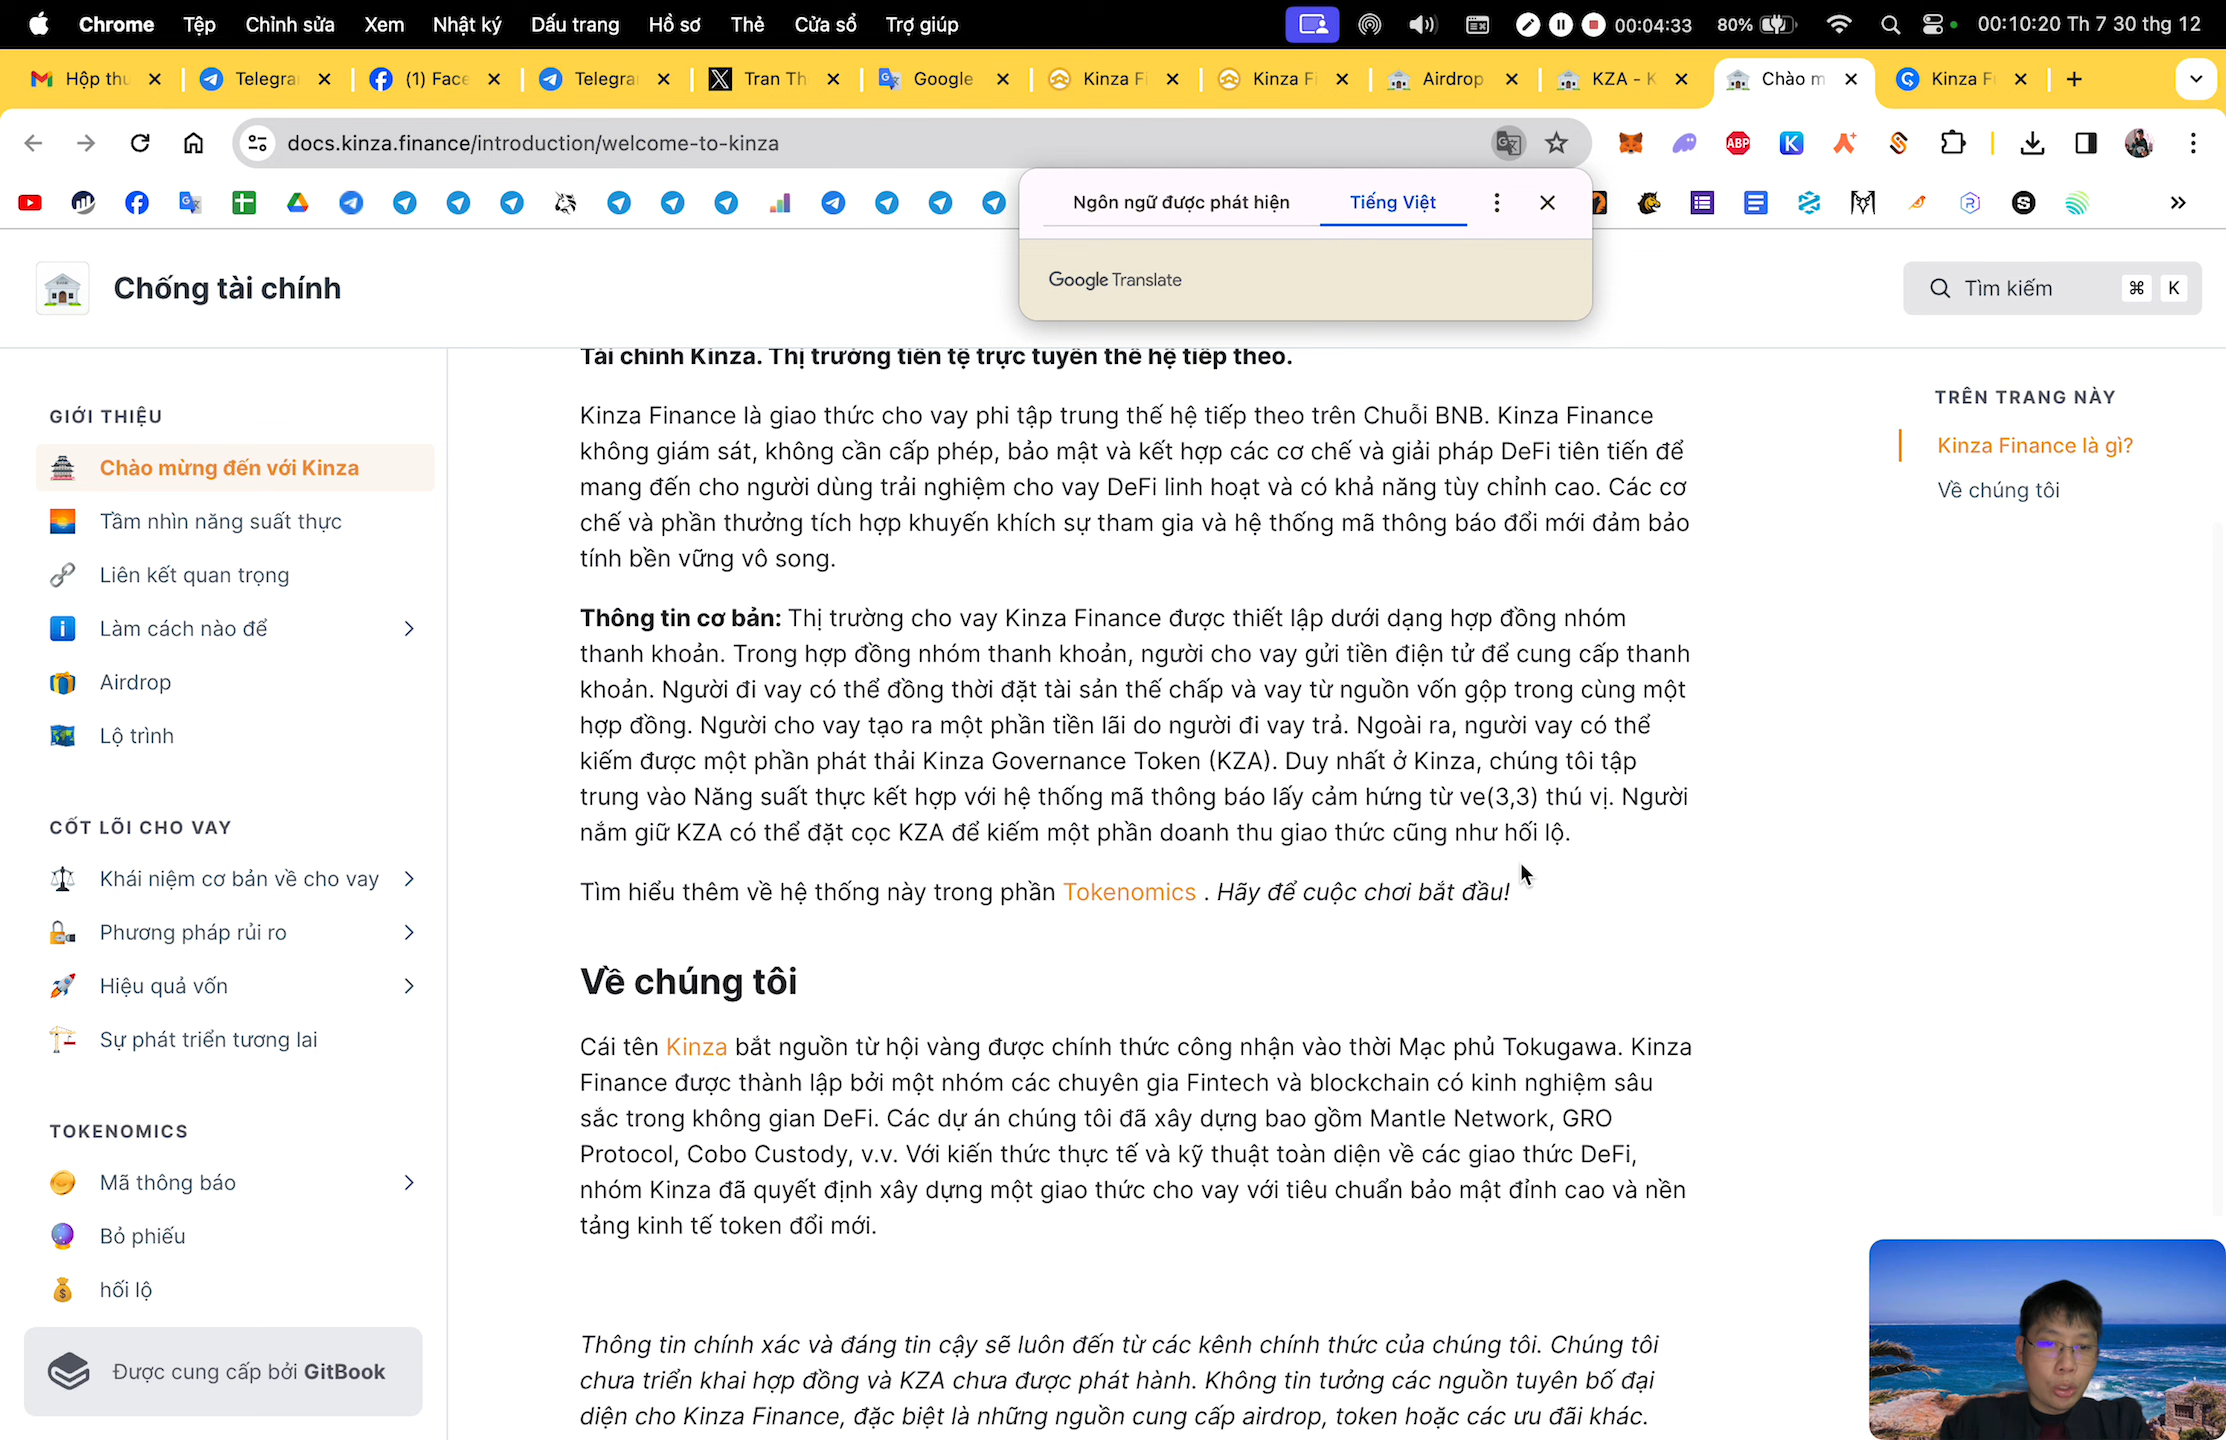 Chrome Tệp Chỉnh sửa Xem Nhật ký Dấu trang Hồ sơ Thẻ Cửa sổ Trợ giúp 00:04:33 80% 00:10:20 Th 7 30 thg 12
Hộp thư Telegra (1) Face Telegra Tran Th Google Kinza Fi Kinza Fi Airdrop KZA - K Chào m Kinza F
docs.kinza.finance/introduction/welcome-to-kinza
ABP
Ngôn ngữ được phát hiện Tiếng Việt
Google Translate
Chống tài chính
Tìm kiếm ⌘ K
GIỚI THIỆU
Chào mừng đến với Kinza
Tầm nhìn năng suất thực
Liên kết quan trọng
Làm cách nào để
Airdrop
Lộ trình
CỐT LÕI CHO VAY
Khái niệm cơ bản về cho vay
Phương pháp rủi ro
Hiệu quả vốn
Sự phát triển tương lai
TOKENOMICS
Mã thông báo
Bỏ phiếu
hối lộ
Được cung cấp bởi GitBook
Tài chính Kinza. Thị trường tiền tệ trực tuyến thế hệ tiếp theo.
Kinza Finance là giao thức cho vay phi tập trung thế hệ tiếp theo trên Chuỗi BNB. Kinza Finance
không giám sát, không cần cấp phép, bảo mật và kết hợp các cơ chế và giải pháp DeFi tiên tiến để
mang đến cho người dùng trải nghiệm cho vay DeFi linh hoạt và có khả năng tùy chỉnh cao. Các cơ
chế và phần thưởng tích hợp khuyến khích sự tham gia và hệ thống mã thông báo đổi mới đảm bảo
tính bền vững vô song.
Thông tin cơ bản: Thị trường cho vay Kinza Finance được thiết lập dưới dạng hợp đồng nhóm
thanh khoản. Trong hợp đồng nhóm thanh khoản, người cho vay gửi tiền điện tử để cung cấp thanh
khoản. Người đi vay có thể đồng thời đặt tài sản thế chấp và vay từ nguồn vốn gộp trong cùng một
hợp đồng. Người cho vay tạo ra một phần tiền lãi do người đi vay trả. Ngoài ra, người vay có thể
kiếm được một phần phát thải Kinza Governance Token (KZA). Duy nhất ở Kinza, chúng tôi tập
trung vào Năng suất thực kết hợp với hệ thống mã thông báo lấy cảm hứng từ ve(3,3) thú vị. Người
nắm giữ KZA có thể đặt cọc KZA để kiếm một phần doanh thu giao thức cũng như hối lộ.
Tìm hiểu thêm về hệ thống này trong phần Tokenomics . Hãy để cuộc chơi bắt đầu!
Về chúng tôi
Cái tên Kinza bắt nguồn từ hội vàng được chính thức công nhận vào thời Mạc phủ Tokugawa. Kinza
Finance được thành lập bởi một nhóm các chuyên gia Fintech và blockchain có kinh nghiệm sâu
sắc trong không gian DeFi. Các dự án chúng tôi đã xây dựng bao gồm Mantle Network, GRO
Protocol, Cobo Custody, v.v. Với kiến thức thực tế và kỹ thuật toàn diện về các giao thức DeFi,
nhóm Kinza đã quyết định xây dựng một giao thức cho vay với tiêu chuẩn bảo mật đỉnh cao và nền
tảng kinh tế token đổi mới.
Thông tin chính xác và đáng tin cậy sẽ luôn đến từ các kênh chính thức của chúng tôi. Chúng tôi
chưa triển khai hợp đồng và KZA chưa được phát hành. Không tin tưởng các nguồn tuyên bố đại
diện cho Kinza Finance, đặc biệt là những nguồn cung cấp airdrop, token hoặc các ưu đãi khác.
TRÊN TRANG NÀY
Kinza Finance là gì?
Về chúng tôi